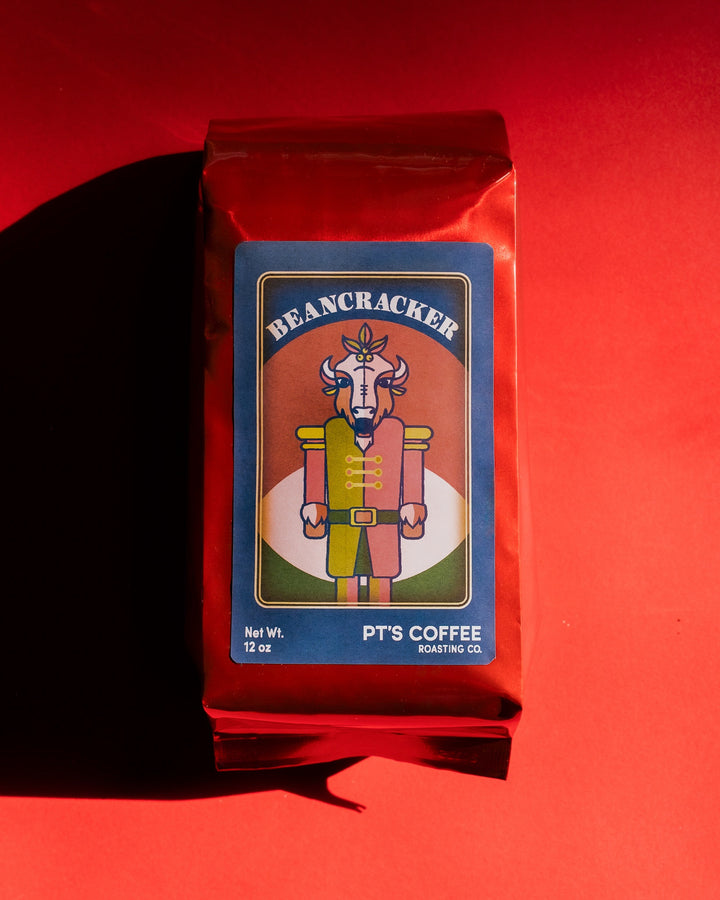 BEANCRACKER
Net Wt.
12 oz
PT'S COFFEE
ROASTING CO.